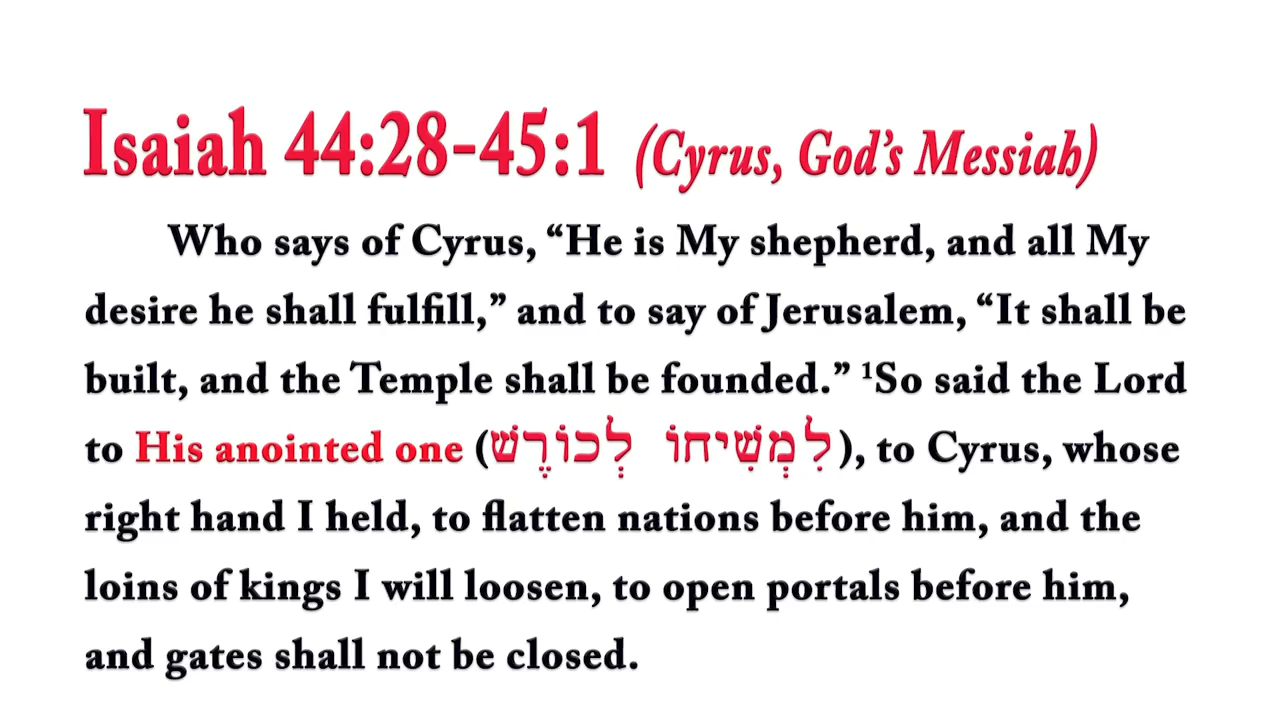 Isaiah 44:28-45:1 (Cyrus, God’s Messiah)
Who says of Cyrus, “He is My shepherd, and all My
desire he shall fulfill,” and to say of Jerusalem, “It shall be
built, and the Temple shall be founded.” ¹So said the Lord
to His anointed one (לִמְשִׁיחוֹ לְכוֹרֶשׁ), to Cyrus, whose
right hand I held, to flatten nations before him, and the
loins of kings I will loosen, to open portals before him,
and gates shall not be closed.